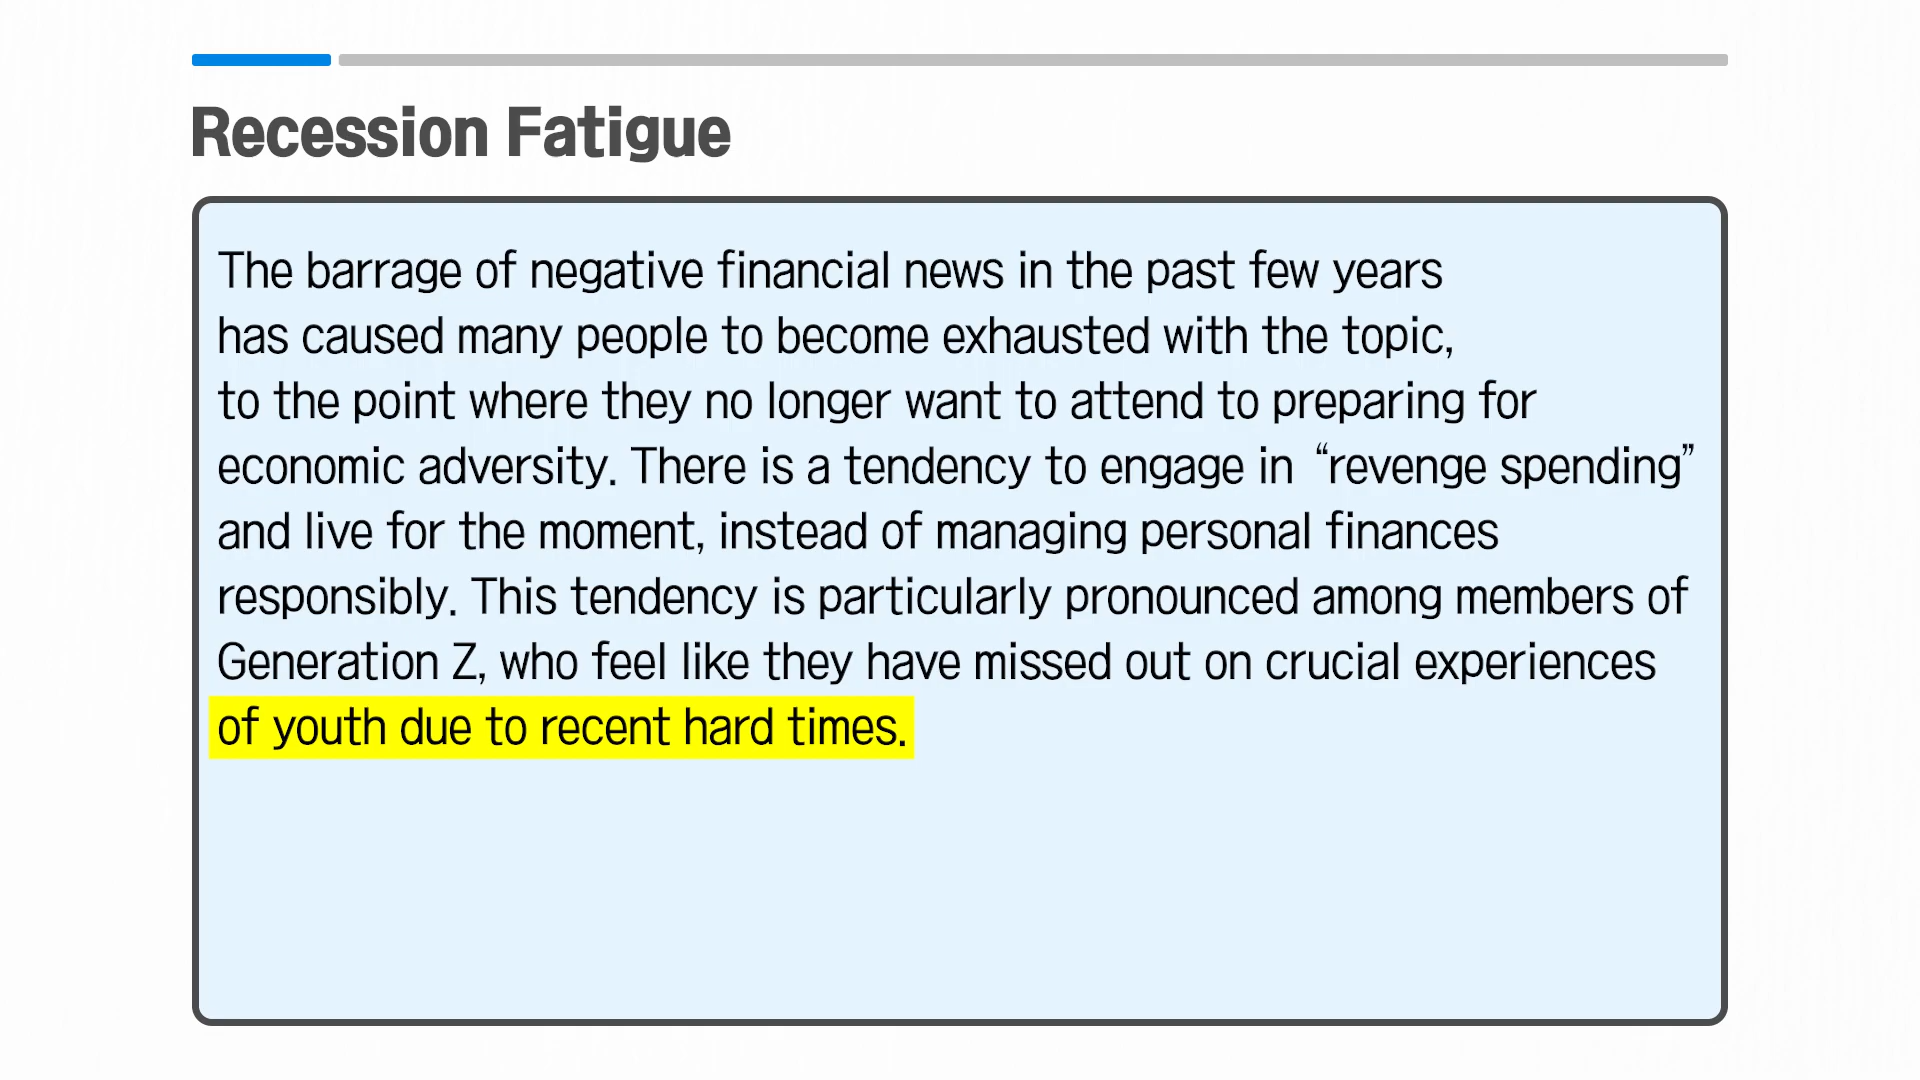 Recession Fatigue
The barrage of negative financial news in the past few years
has caused many people to become exhausted with the topic,
to the point where they no longer want to attend to preparing for
economic adversity. There is a tendency to engage in “revenge spending”
and live for the moment, instead of managing personal finances
responsibly. This tendency is particularly pronounced among members of
Generation Z, who feel like they have missed out on crucial experiences
of youth due to recent hard times.